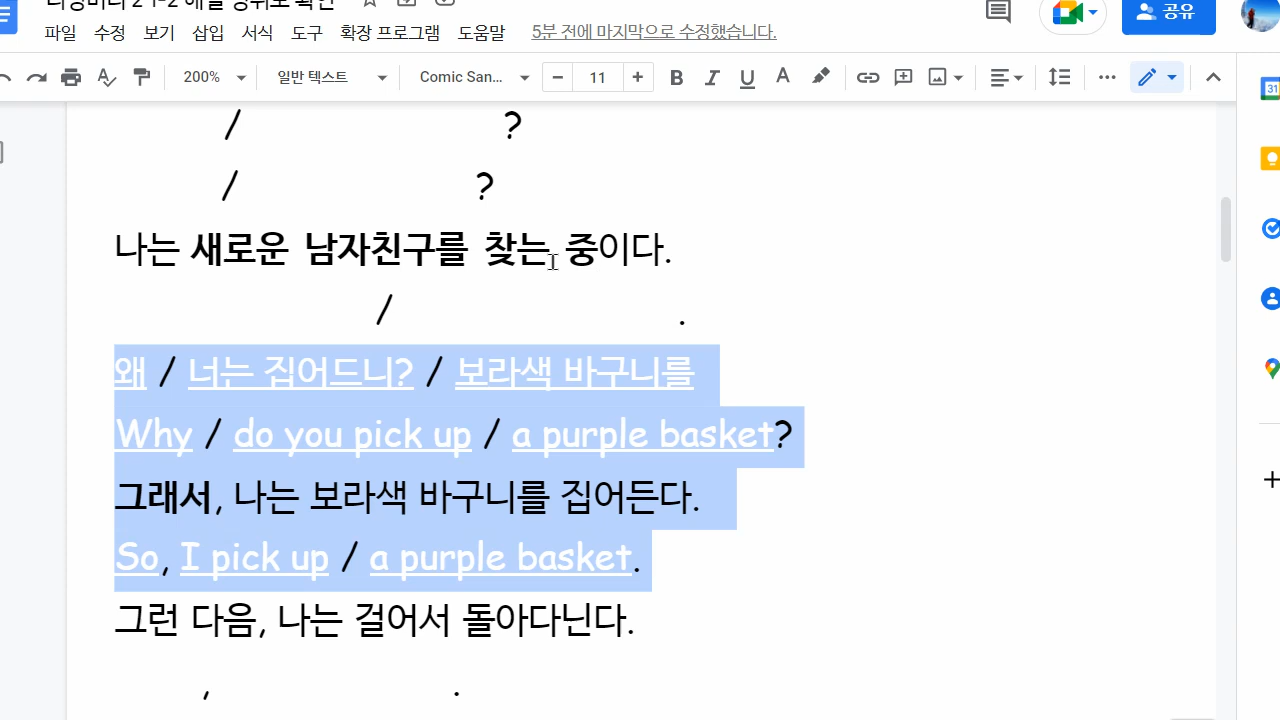 파일 수정 보기 삽입 서식 도구 확장 프로그램 도움말 5분 전에 마지막으로 수정했습니다. 공유
200% 일반 텍스트 Comic San... − 11 + B I U A ...
/ ?
/ ?
나는 새로운 남자친구를 찾는 중이다.
/ .
왜 / 너는 집어드니? / 보라색 바구니를
Why / do you pick up / a purple basket?
그래서, 나는 보라색 바구니를 집어든다.
So, I pick up / a purple basket.
그런 다음, 나는 걸어서 돌아다닌다.
, .
31